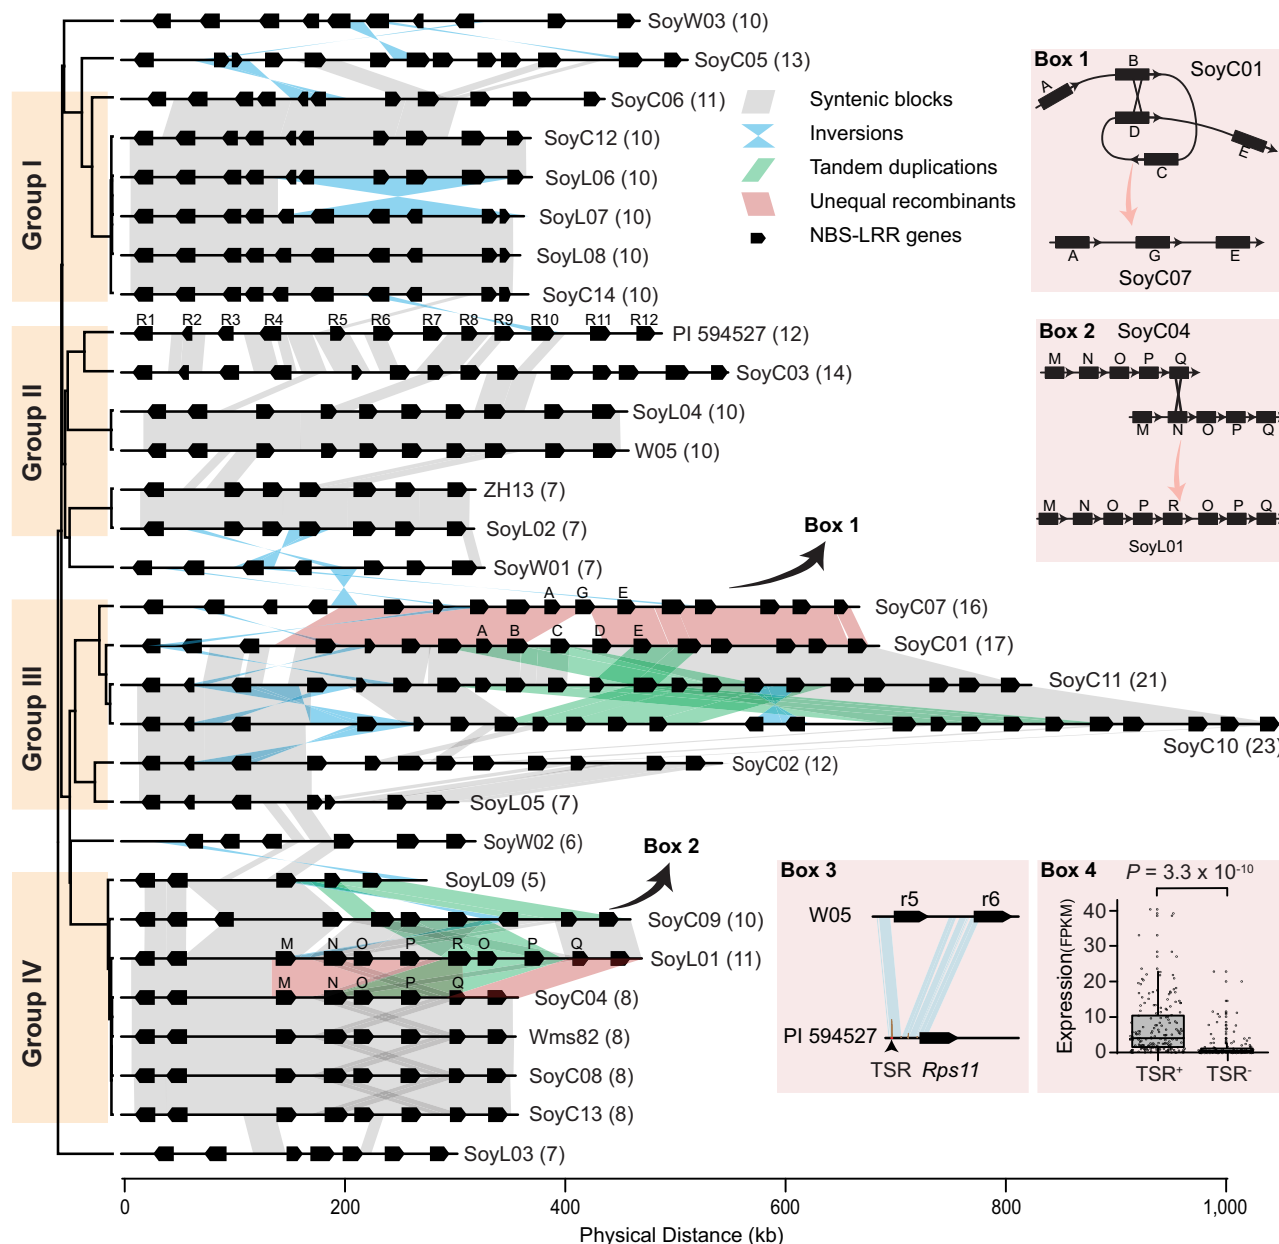 SoyW03 (10)
SoyC05 (13)
SoyC06 (11)
SoyC12 (10)
SoyL06 (10)
SoyL07 (10)
SoyL08 (10)
SoyC14 (10)
R1 R2 R3 R4 R5 R6 R7 R8 R9 R10 R11 R12
PI 594527 (12)
SoyC03 (14)
SoyL04 (10)
W05 (10)
ZH13 (7)
SoyL02 (7)
SoyW01 (7)
Box 1
A G E
SoyC07 (16)
A B C D E
SoyC01 (17)
SoyC11 (21)
SoyC10 (23)
SoyC02 (12)
SoyL05 (7)
SoyW02 (6)
Box 2
SoyL09 (5)
SoyC09 (10)
M N O P R O P Q
SoyL01 (11)
M N O P Q
SoyC04 (8)
Wms82 (8)
SoyC08 (8)
SoyC13 (8)
SoyL03 (7)
Group I
Group II
Group III
Group IV
0 200 400 600 800 1,000
Physical Distance (kb)
Syntenic blocks
Inversions
Tandem duplications
Unequal recombinants
NBS-LRR genes
Box 1
SoyC01
A B
D
E
C
A G E
SoyC07
Box 2 SoyC04
M N O P Q
M N O P Q
M N O P R O P Q
SoyL01
Box 3
r5 r6
W05
PI 594527
TSR Rps11
Box 4
P = 3.3 x 10-10
Expression(FPKM)
40
30
20
10
0
TSR+ TSR-